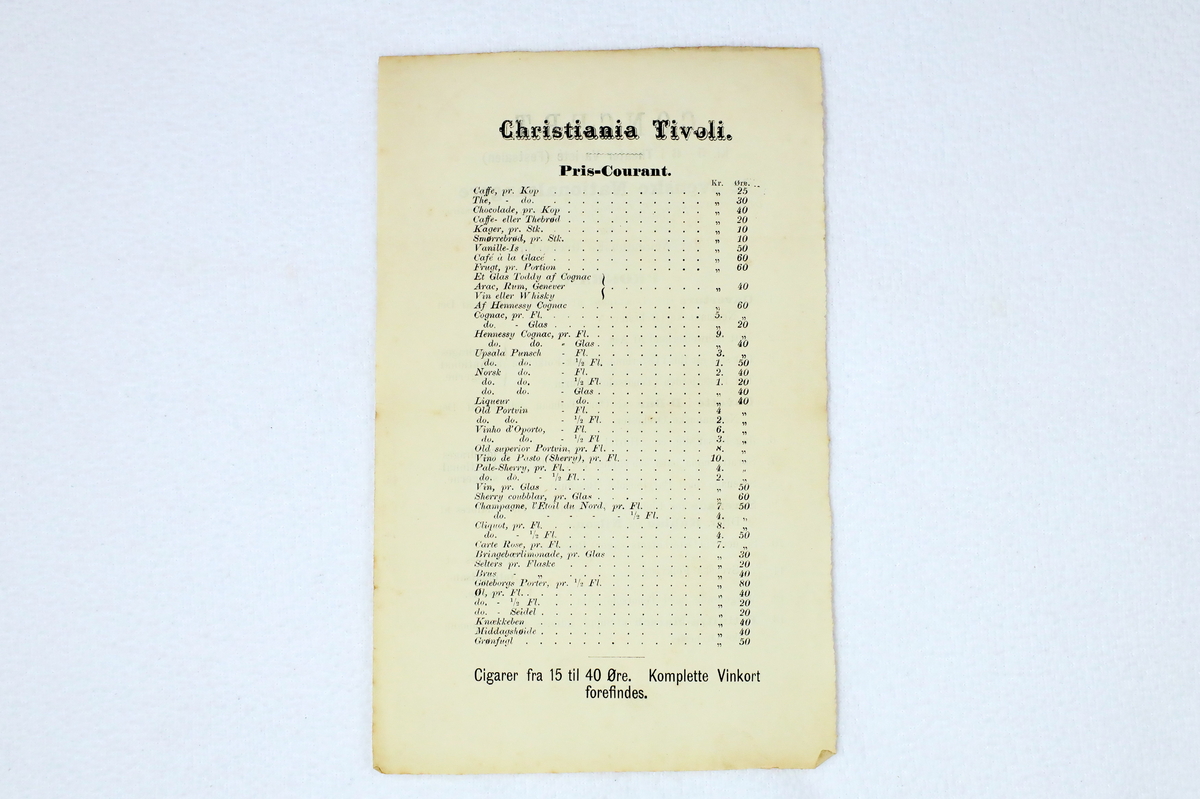 Christiania Tivoli.
Pris-Courant.
Kr. Øre.
Caffe, pr. Kop . . . . . . . . . . . „ 25
The, - do. . . . . . . . . . . . „ 30
Chocolade, pr. Kop . . . . . . . . . . „ 40
Caffe- eller Thebrød . . . . . . . . . . „ 20
Kager, pr. Stk. . . . . . . . . . . . „ 10
Smørrebrød, pr. Stk. . . . . . . . . . „ 10
Vanille-Is . . . . . . . . . . . . „ 50
Café à la Glace . . . . . . . . . . . „ 60
Frugt, pr. Portion . . . . . . . . . . „ 60
Et Glas Toddy af Cognac
Arac, Rum, Genever } . . . . . . . . „ 40
Vin eller Whisky
Af Hennessy Cognac . . . . . . . . . „ 60
Cognac, pr. Fl. . . . . . . . . . . . 5. „
do. - Glas . . . . . . . . . . . „ 20
Hennessy Cognac, pr. Fl. . . . . . . . . 9. „
do. do. - Glas . . . . . . . . „ 40
Upsala Punsch - Fl. . . . . . . . . 3. „
do. do. - ½ Fl. . . . . . . . 1. 50
Norsk do. - Fl. . . . . . . . . 2. 40
do. do. - ½ Fl. . . . . . . . 1. 20
do. do. - Glas . . . . . . . . „ 40
Liqueur - do. . . . . . . . . „ 40
Old Portvin - Fl. . . . . . . . . 4 „
do. do. - ½ Fl. . . . . . . . 2. „
Vinho d'Oporto, - Fl. . . . . . . . . 6. „
do. do. - ½ Fl . . . . . . . 3. „
Old superior Portvin, pr. Fl. . . . . . . . 8. „
Vino de Pasto (Sherry), pr. Fl. . . . . . . 10. „
Pale-Sherry, pr. Fl. . . . . . . . . . . 4. „
do. do. - ½ Fl. . . . . . . . . . 2. „
Vin, pr. Glas . . . . . . . . . . . „ 50
Sherry coubblar, pr. Glas . . . . . . . . „ 60
Champagne, l'Etoil du Nord, pr. Fl. . . . . . 7. 50
do. - - - - ½ Fl. . . . . 4. „
Cliquot, pr. Fl. . . . . . . . . . . 8. „
do. - ½ Fl. . . . . . . . . . . 4. 50
Carte Rose, pr. Fl. . . . . . . . . . . 7. „
Bringebærlimonade, pr. Glas . . . . . . . „ 30
Selters pr. Flaske . . . . . . . . . . „ 20
Brus - „ . . . . . . . . . . „ 40
Gøteborgs Porter, pr. ½ Fl. . . . . . . . „ 80
Øl, pr. Fl. . . . . . . . . . . . . „ 40
do. - ½ Fl. . . . . . . . . . . . „ 20
do. - Seidel . . . . . . . . . . . „ 20
Knækkeben . . . . . . . . . . . „ 40
Middagshøide . . . . . . . . . . . „ 40
Grønfugl . . . . . . . . . . . . „ 50
Cigarer fra 15 til 40 Øre. Komplette Vinkort
forefindes.